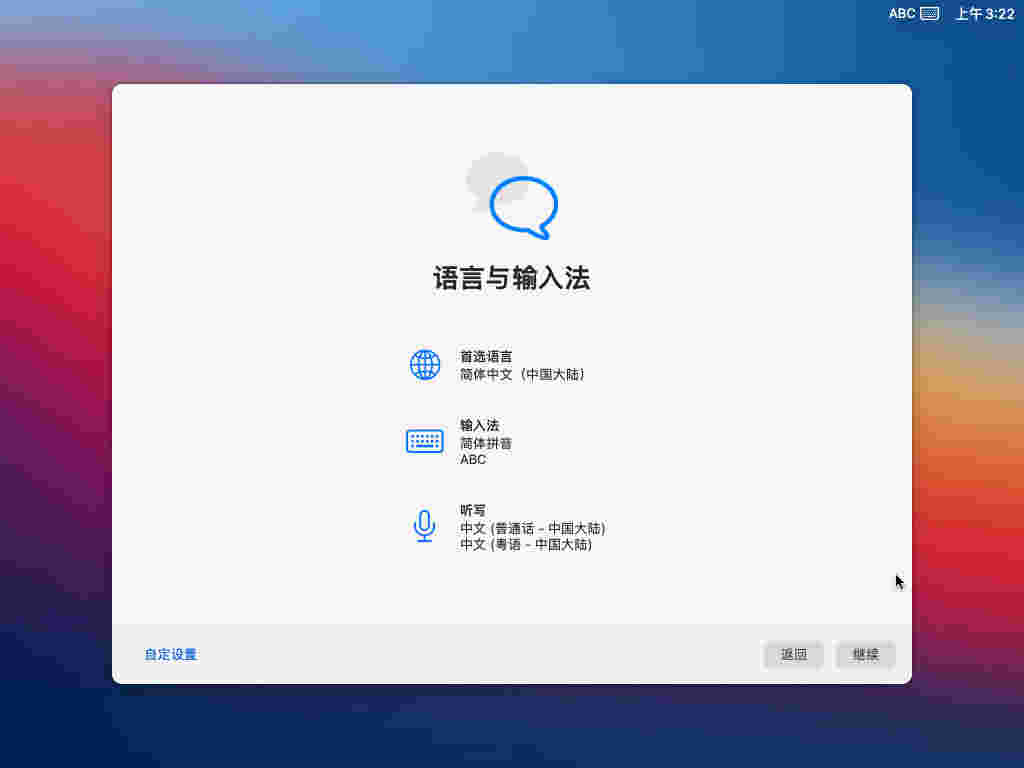 ABC 上午3:22
语言与输入法
首选语言
简体中文（中国大陆）
输入法
简体拼音
ABC
听写
中文 (普通话 - 中国大陆)
中文 (粤语 - 中国大陆)
自定设置 返回 继续